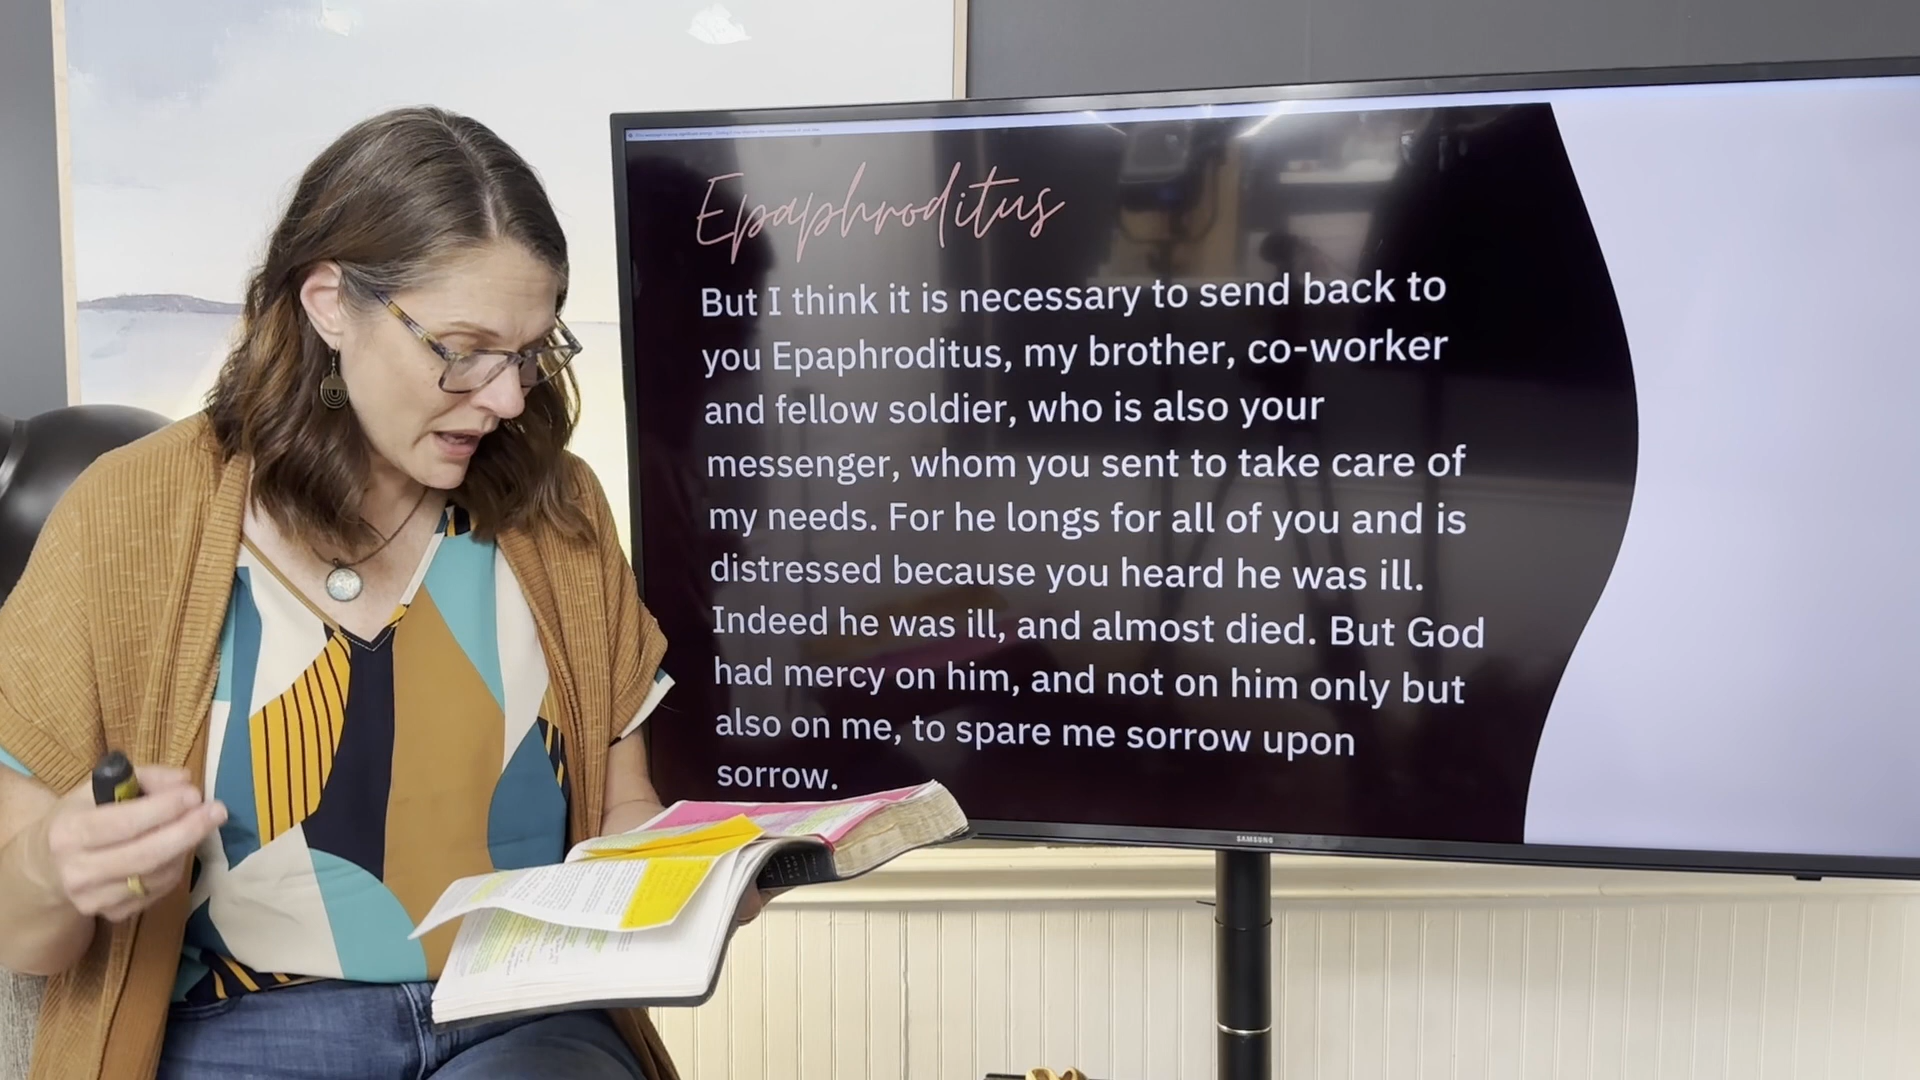 Epaphroditus
But I think it is necessary to send back to
you Epaphroditus, my brother, co-worker
and fellow soldier, who is also your
messenger, whom you sent to take care of
my needs. For he longs for all of you and is
distressed because you heard he was ill.
Indeed he was ill, and almost died. But God
had mercy on him, and not on him only but
also on me, to spare me sorrow upon
sorrow.
SAMSUNG